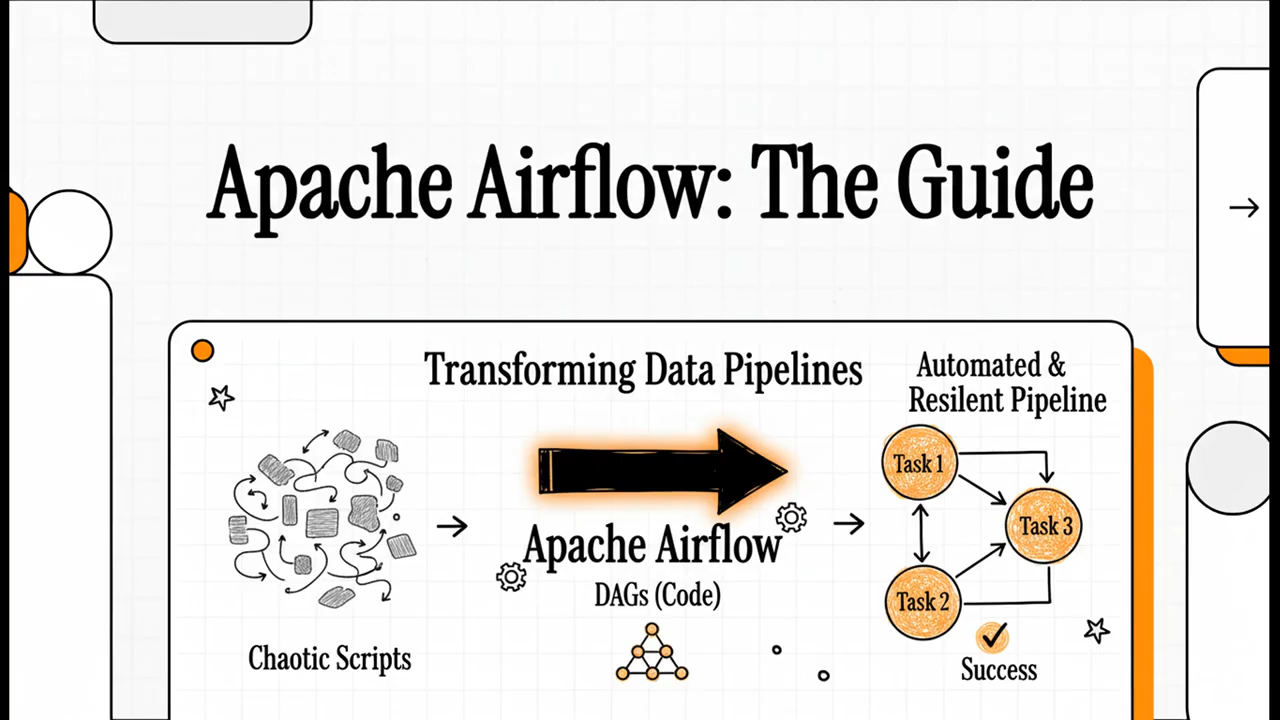 Apache Airflow: The Guide
Transforming Data Pipelines
Automated &
Resilent Pipeline
Task 1
Task 3
Task 2
Apache Airflow
DAGs (Code)
Chaotic Scripts
Success